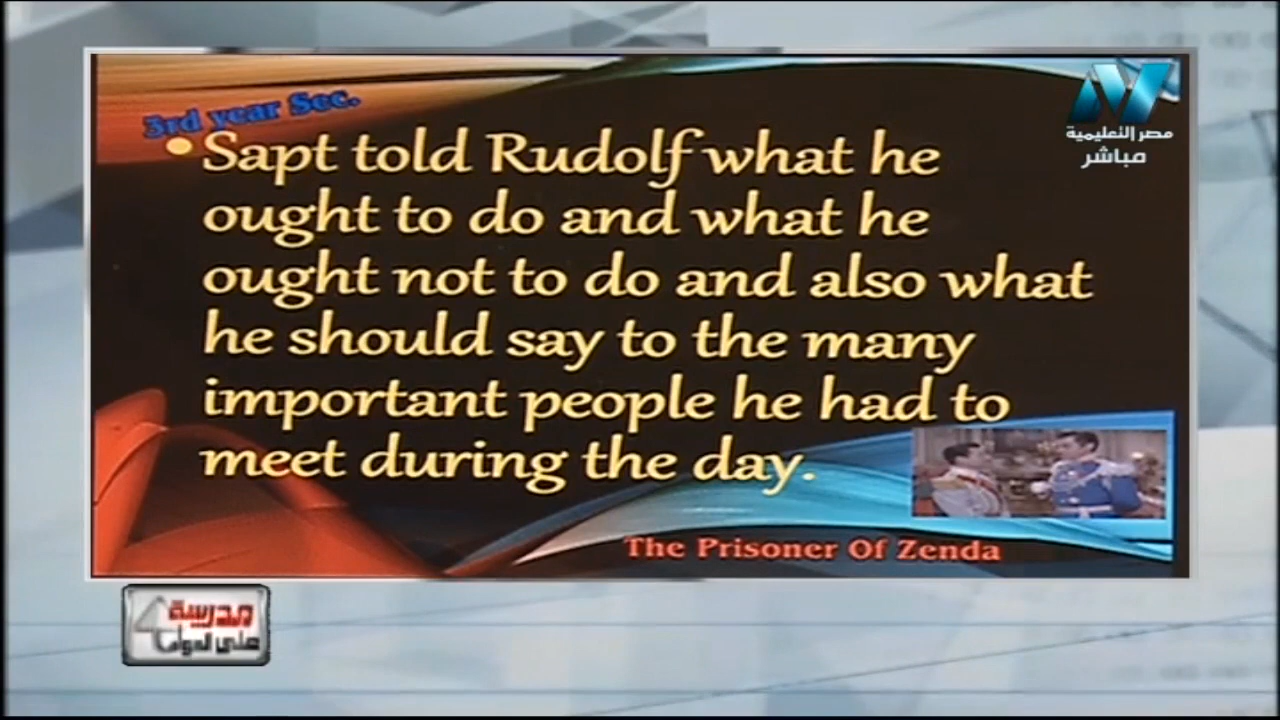 3rd year Sec.
• Sapt told Rudolf what he
ought to do and what he
ought not to do and also what
he should say to the many
important people he had to
meet during the day.
The Prisoner Of Zenda
مصر التعليمية
مباشر
مدرسة
على الهواء